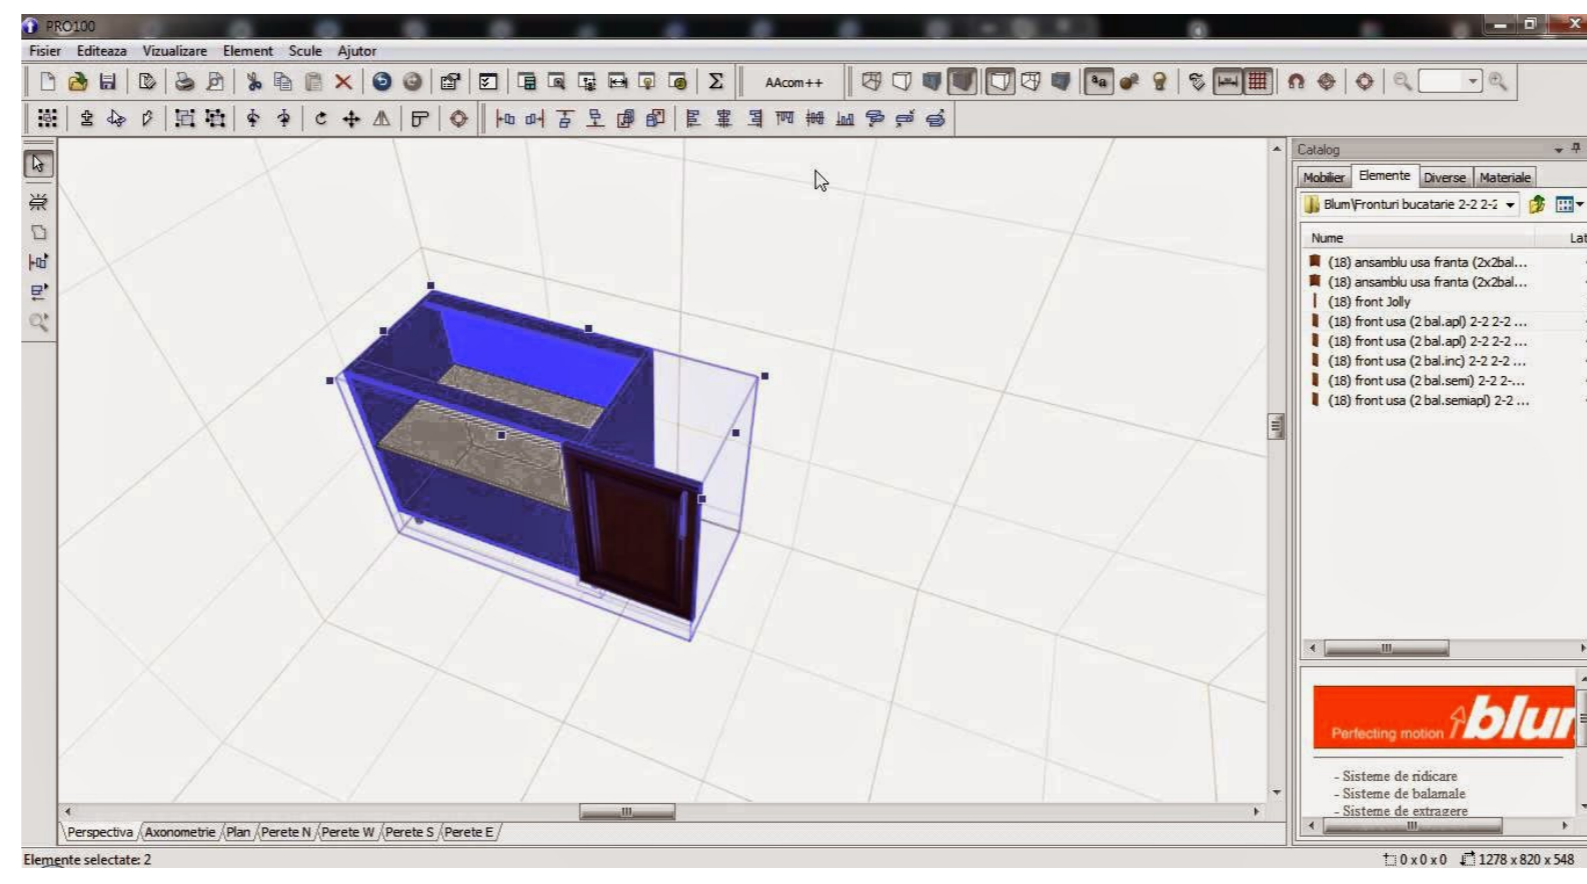 PRO100
Fisier Editeaza Vizualizare Element Scule Ajutor
AAcom++
Catalog
Mobilier Elemente Diverse Materiale
Blum\Fronturi bucatarie 2-2 2-2
Nume Lat
(18) ansamblu usa franta (2x2bal...
(18) ansamblu usa franta (2x2bal...
(18) front Jolly
(18) front usa (2 bal.apl) 2-2 2-2 ...
(18) front usa (2 bal.apl) 2-2 2-2 ...
(18) front usa (2 bal.inc) 2-2 2-2 ...
(18) front usa (2 bal.semi) 2-2 2-...
(18) front usa (2 bal.semiapl) 2-2 ...
Perfecting motion blum
- Sisteme de ridicare
- Sisteme de balamale
- Sisteme de extragere
Perspectiva Axonometrie Plan Perete N Perete W Perete S Perete E
Elemente selectate: 2
0 x 0 x 0 1278 x 820 x 548